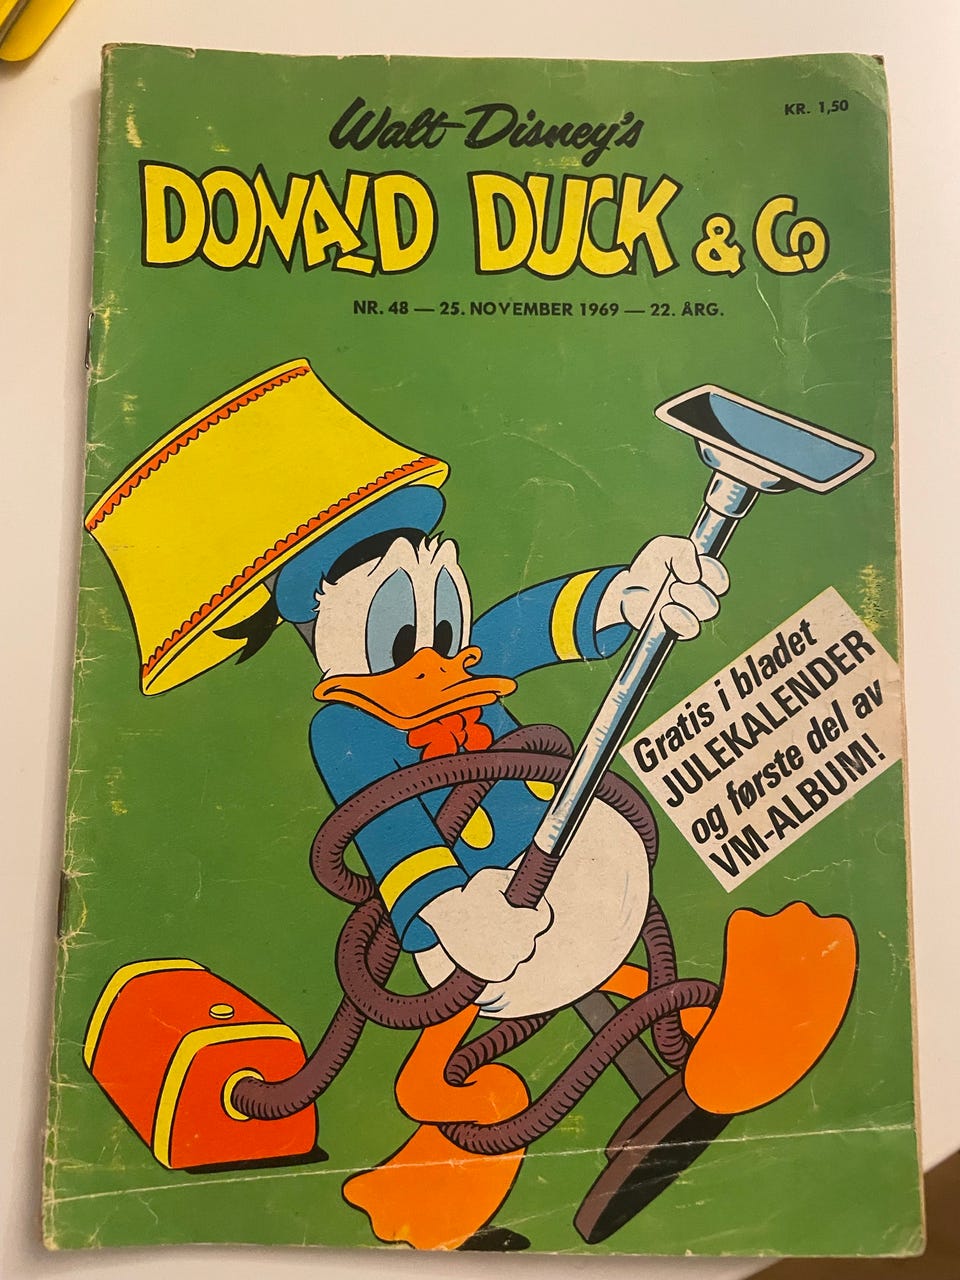 Walt Disney's
KR. 1,50
DONALD DUCK & Co
NR. 48 — 25. NOVEMBER 1969 — 22. ÅRG.
Gratis i bladet
JULEKALENDER
og første del av
VM-ALBUM!